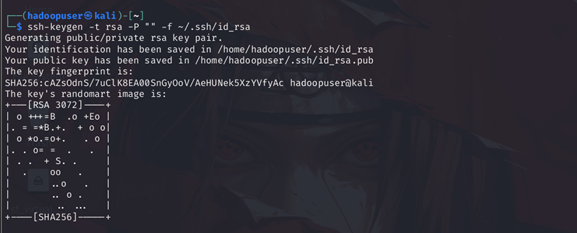 ┌──(hadoopuser㉿kali)-[~]
└─$ ssh-keygen -t rsa -P "" -f ~/.ssh/id_rsa
Generating public/private rsa key pair.
Your identification has been saved in /home/hadoopuser/.ssh/id_rsa
Your public key has been saved in /home/hadoopuser/.ssh/id_rsa.pub
The key fingerprint is:
SHA256:cAZsOdnS/7uClK8EA00SnGyOoV/AeHUNek5XzYVfyAc hadoopuser@kali
The key's randomart image is:
+---[RSA 3072]----+
| o +++=B  .o +Eo |
|. = =*B.+.  + o o|
| o *o.=o+.   . o |
|. . o= =  .   .  |
| . .  + S. .     |
|  .    oo   .    |
|       ..o   .   |
|       .. o .    |
|        ..  ...  |
+----[SHA256]-----+